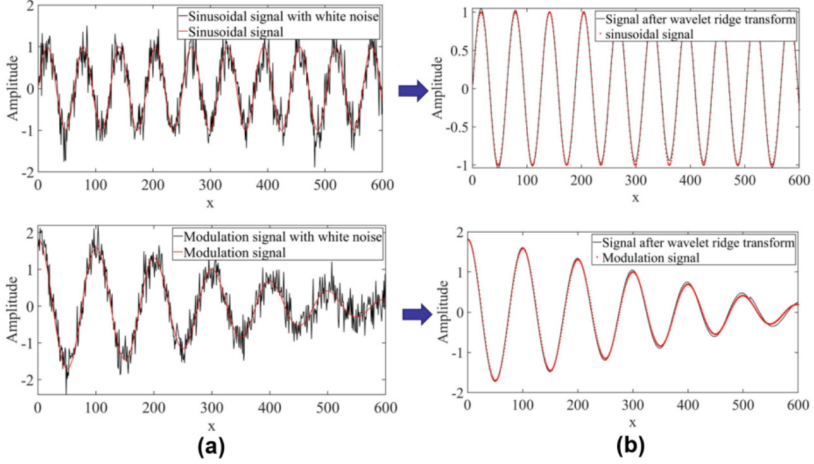 Sinusoidal signal with white noise
Sinusoidal signal
Amplitude
2
1
0
-1
-2
0 100 200 300 400 500 600
x
Signal after wavelet ridge transform
sinusoidal signal
Amplitude
1
0.5
0
-0.5
-1
0 100 200 300 400 500 600
x
Modulation signal with white noise
Modulation signal
Amplitude
2
1
0
-1
-2
0 100 200 300 400 500 600
x
(a)
Signal after wavelet ridge transform
Modulation signal
Amplitude
2
1
0
-1
-2
0 100 200 300 400 500 600
x
(b)